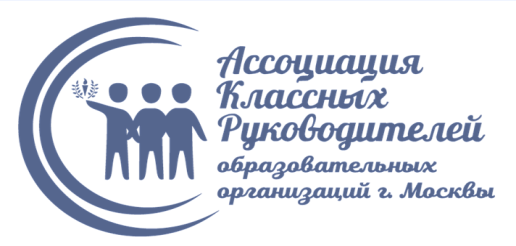 Ассоциация
Классных
Руководителей
образовательных
организаций г. Москвы